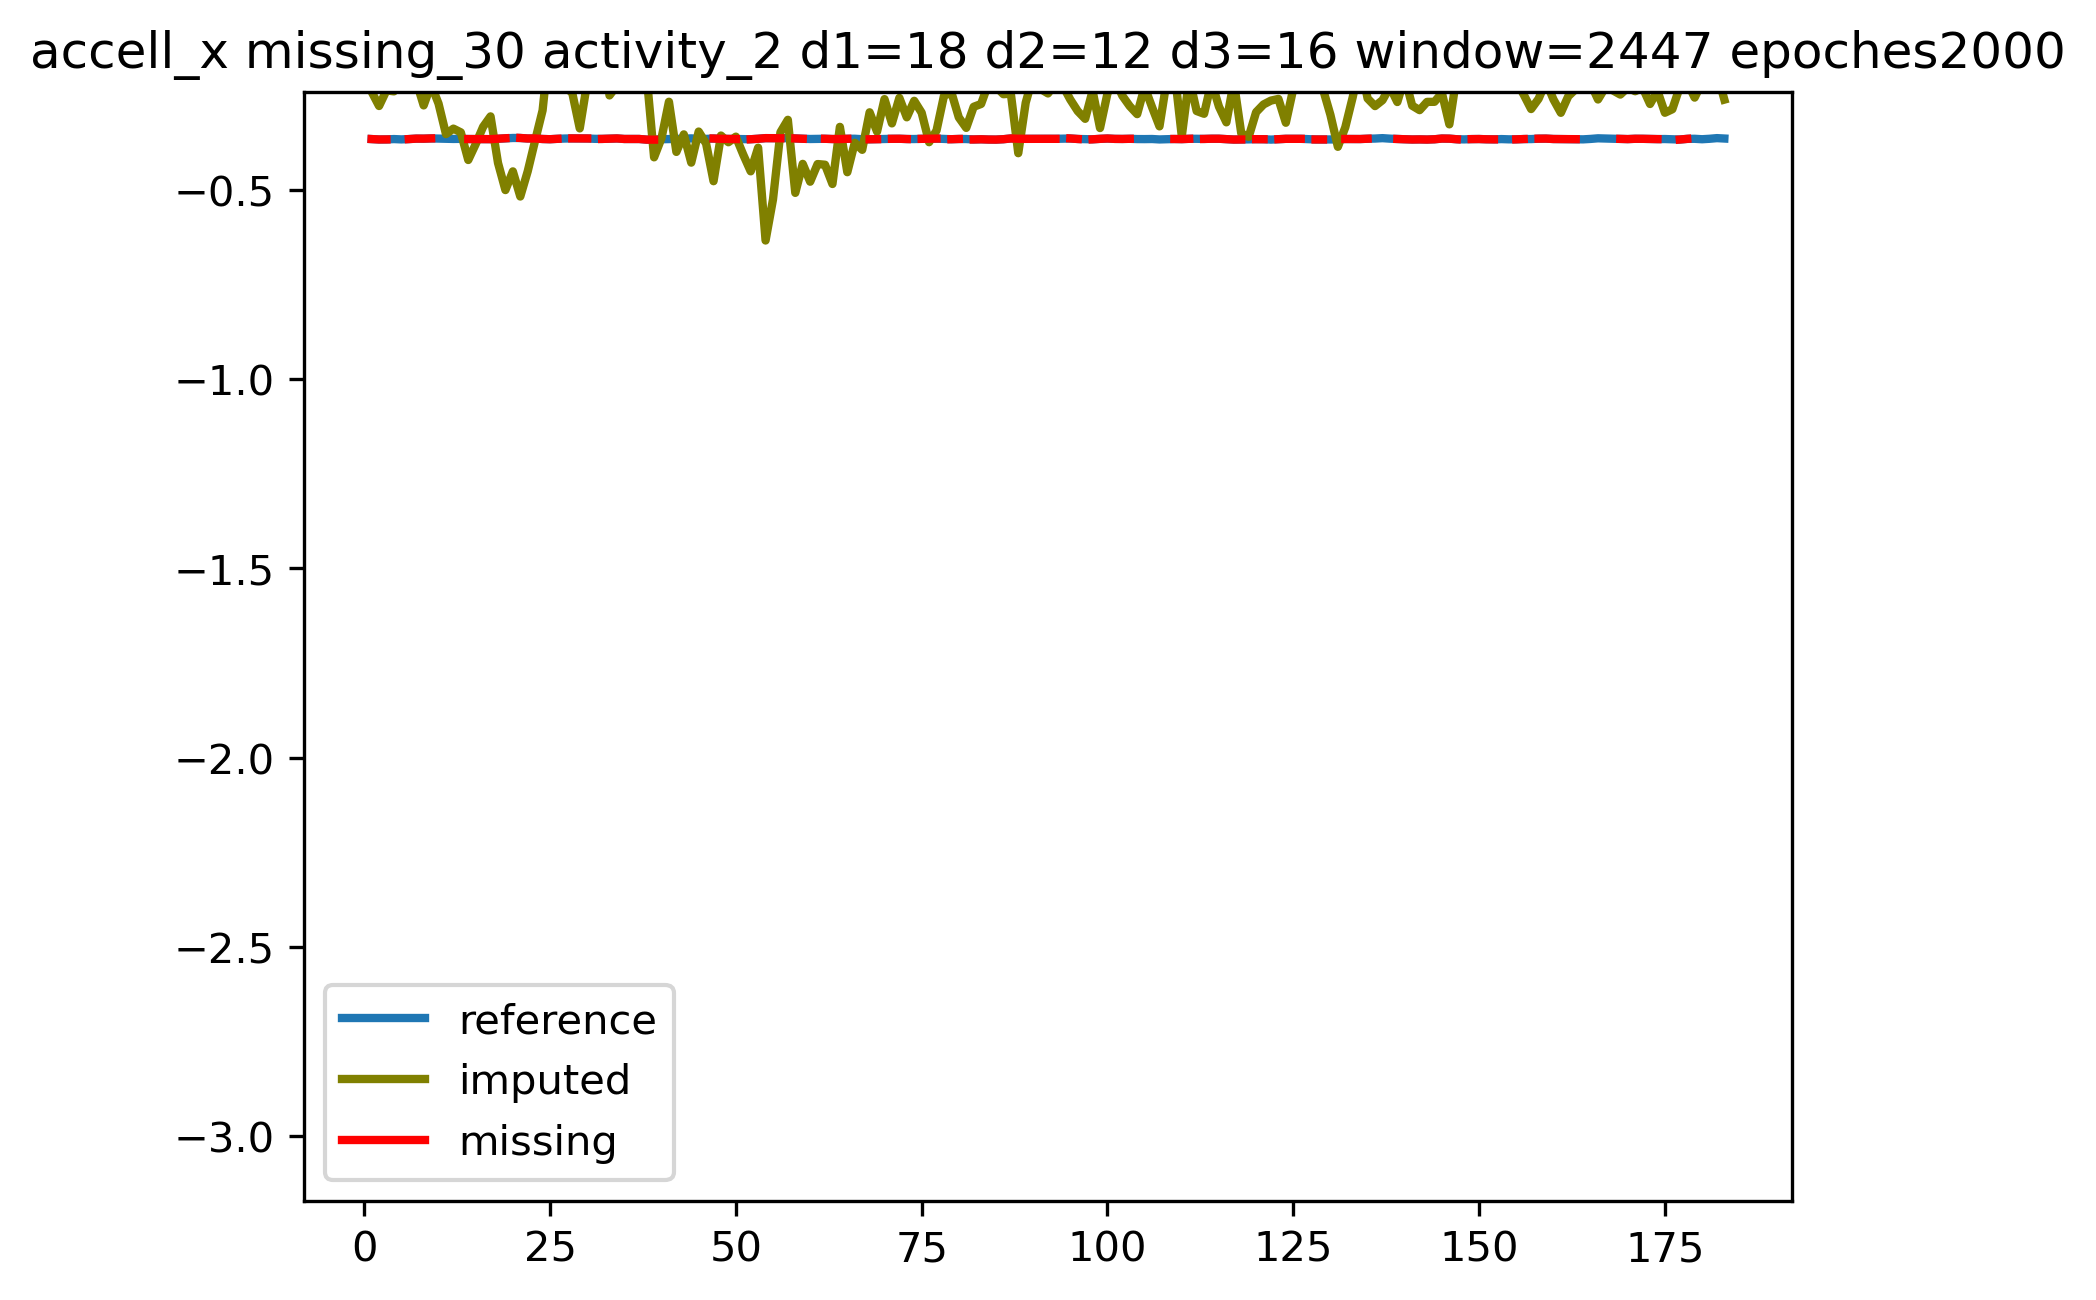 accell_x missing_30 activity_2 d1=18 d2=12 d3=16 window=2447 epoches2000
−0.5
−1.0
−1.5
−2.0
−2.5
−3.0
reference
imputed
missing
0 25 50 75 100 125 150 175